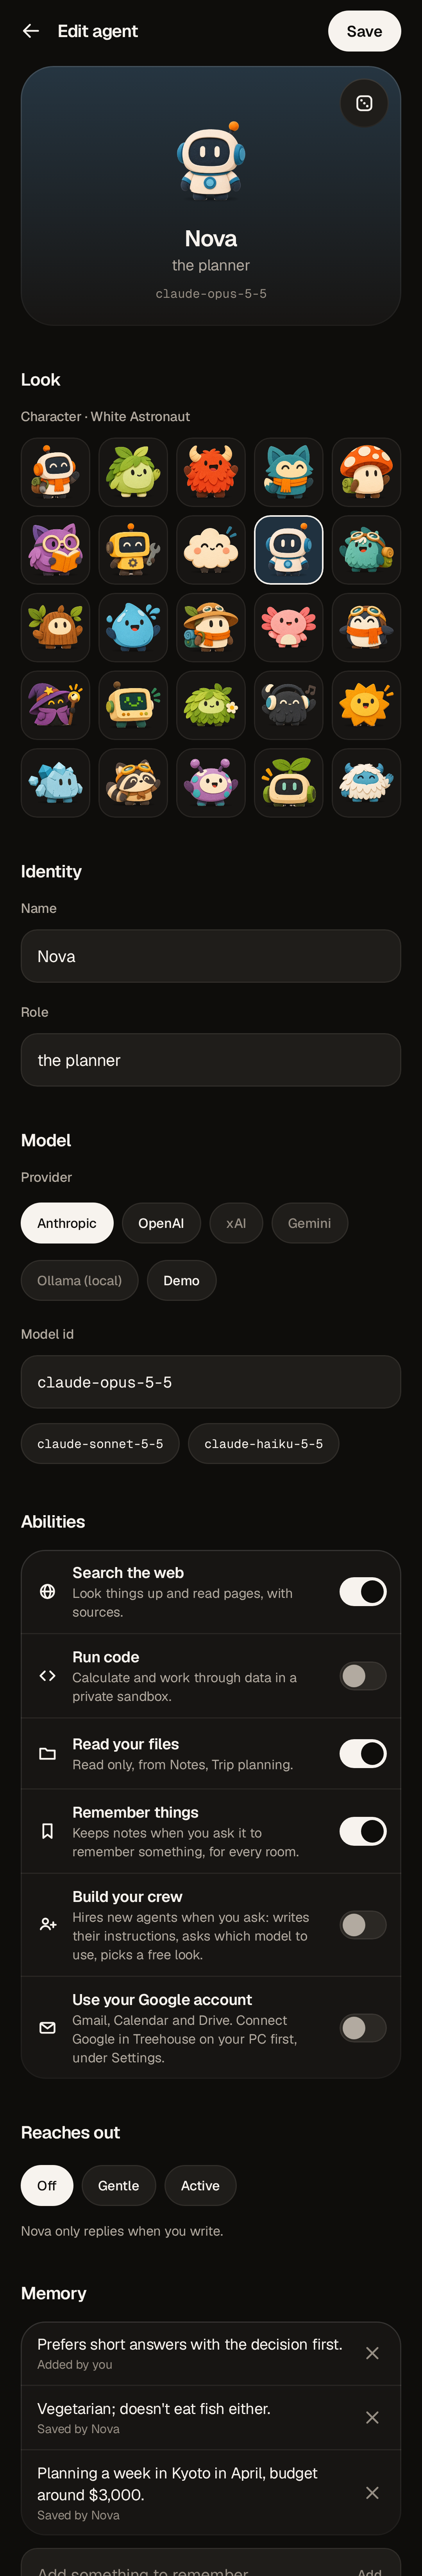 Edit agent
Save
Nova
the planner
claude-opus-5-5
Look
Character · White Astronaut
Identity
Name
Nova
Role
the planner
Model
Provider
Anthropic
OpenAI
xAI
Gemini
Ollama (local)
Demo
Model id
claude-opus-5-5
claude-sonnet-5-5
claude-haiku-5-5
Abilities
Search the web
Look things up and read pages, with
sources.
Run code
Calculate and work through data in a
private sandbox.
Read your files
Read only, from Notes, Trip planning.
Remember things
Keeps notes when you ask it to
remember something, for every room.
Build your crew
Hires new agents when you ask: writes
their instructions, asks which model to
use, picks a free look.
Use your Google account
Gmail, Calendar and Drive. Connect
Google in Treehouse on your PC first,
under Settings.
Reaches out
Off
Gentle
Active
Nova only replies when you write.
Memory
Prefers short answers with the decision first.
Added by you
Vegetarian; doesn't eat fish either.
Saved by Nova
Planning a week in Kyoto in April, budget
around $3,000.
Saved by Nova
Add something to remember
Add